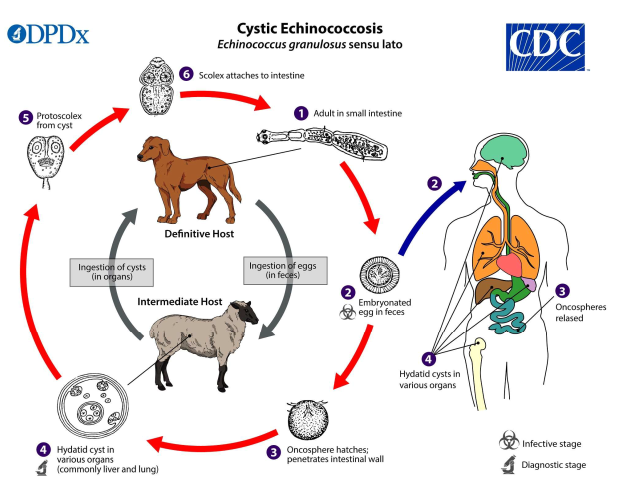 DPDx
Cystic Echinococcosis
Echinococcus granulosus sensu lato
CDC
6 Scolex attaches to intestine
5 Protoscolex
from cyst
1 Adult in small intestine
2
Definitive Host
Ingestion of cysts
(in organs)
Ingestion of eggs
(in feces)
Intermediate Host
2
Embryonated
egg in feces
3
Oncospheres
relased
4
Hydatid cysts in
various organs
4 Hydatid cyst in
various organs
(commonly liver and lung)
3 Oncosphere hatches;
penetrates intestinal wall
Infective stage
Diagnostic stage